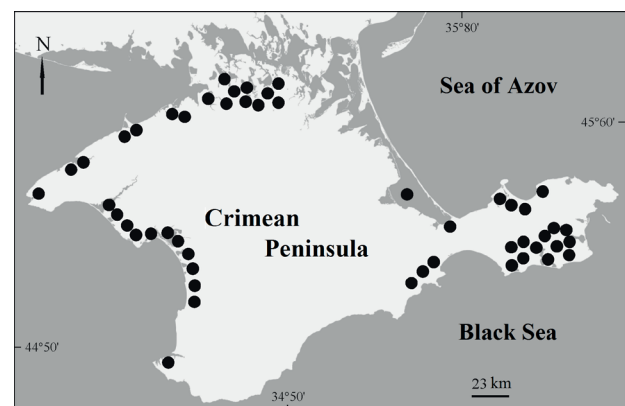 35°80'
N
Sea of Azov
45°60'
Crimean
Peninsula
Black Sea
44°50'
23 km
34°50'